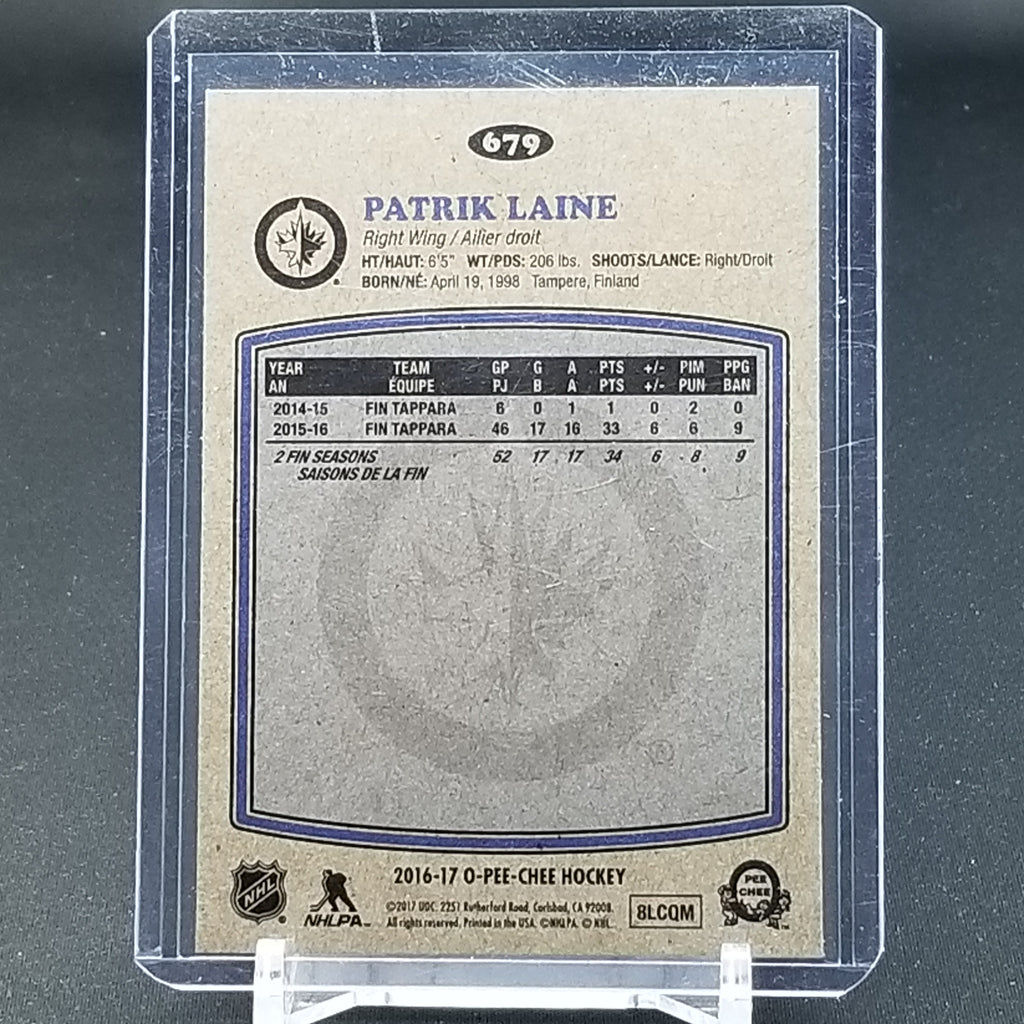 679
PATRIK LAINE
Right Wing / Ailier droit
HT/HAUT: 6'5" WT/PDS: 206 lbs. SHOOTS/LANCE: Right/Droit
BORN/NÉ: April 19, 1998 Tampere, Finland
YEAR TEAM GP G A PTS +/- PIM PPG
AN ÉQUIPE PJ B A PTS +/- PUN BAN
2014-15 FIN TAPPARA 6 0 1 1 0 2 0
2015-16 FIN TAPPARA 46 17 16 33 6 6 9
2 FIN SEASONS 52 17 17 34 6 8 9
SAISONS DE LA FIN
®
2016-17 O-PEE-CHEE HOCKEY
©2017 UDC. 2251 Rutherford Road, Carlsbad, CA 92008.
All rights reserved. Printed in the USA. ©NHLPA. © NHL.
NHL
NHLPA
8LCQM
PEE
CHEE